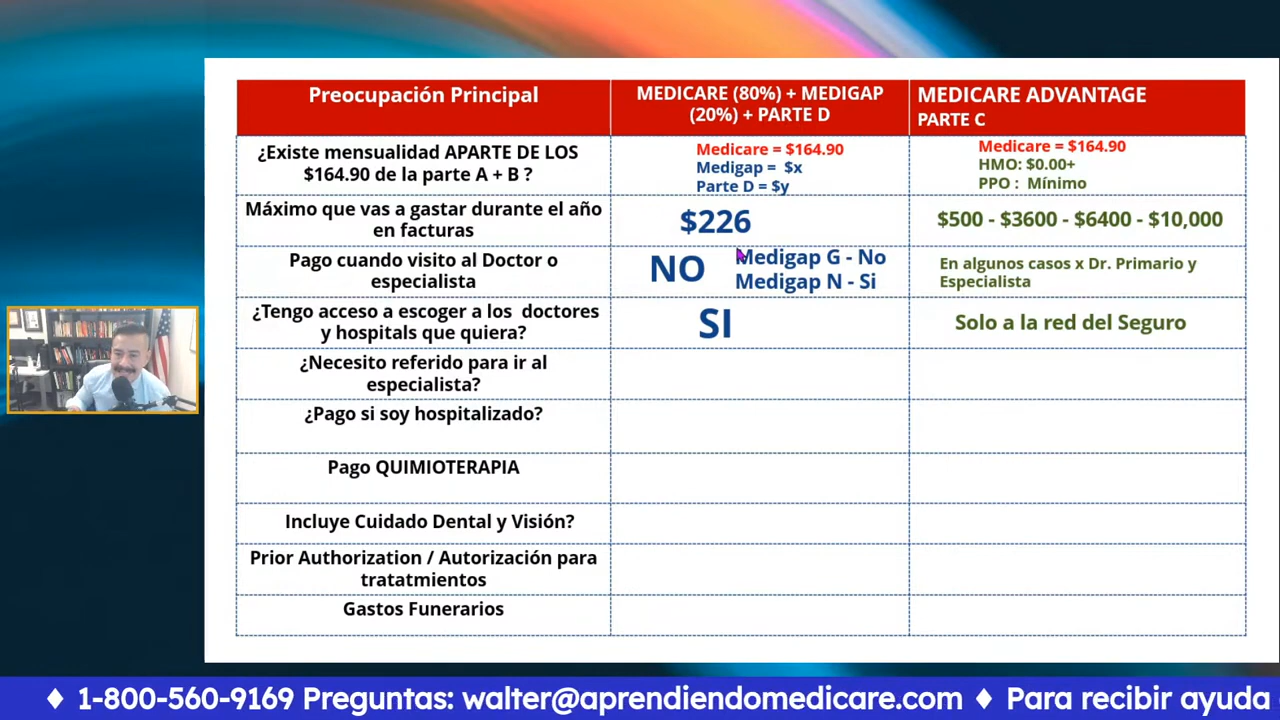 Preocupación Principal
MEDICARE (80%) + MEDIGAP
(20%) + PARTE D
MEDICARE ADVANTAGE
PARTE C
¿Existe mensualidad APARTE DE LOS
$164.90 de la parte A + B ?
Medicare = $164.90
Medigap = $x
Parte D = $y
Medicare = $164.90
HMO: $0.00+
PPO : Mínimo
Máximo que vas a gastar durante el año
en facturas
$226
$500 - $3600 - $6400 - $10,000
Pago cuando visito al Doctor o
especialista
NO
Medigap G - No
Medigap N - Si
En algunos casos x Dr. Primario y
Especialista
¿Tengo acceso a escoger a los doctores
y hospitals que quiera?
SI
Solo a la red del Seguro
¿Necesito referido para ir al
especialista?
¿Pago si soy hospitalizado?
Pago QUIMIOTERAPIA
Incluye Cuidado Dental y Visión?
Prior Authorization / Autorización para
tratatmientos
Gastos Funerarios
♦ 1-800-560-9169 Preguntas: walter@aprendiendomedicare.com ♦ Para recibir ayuda